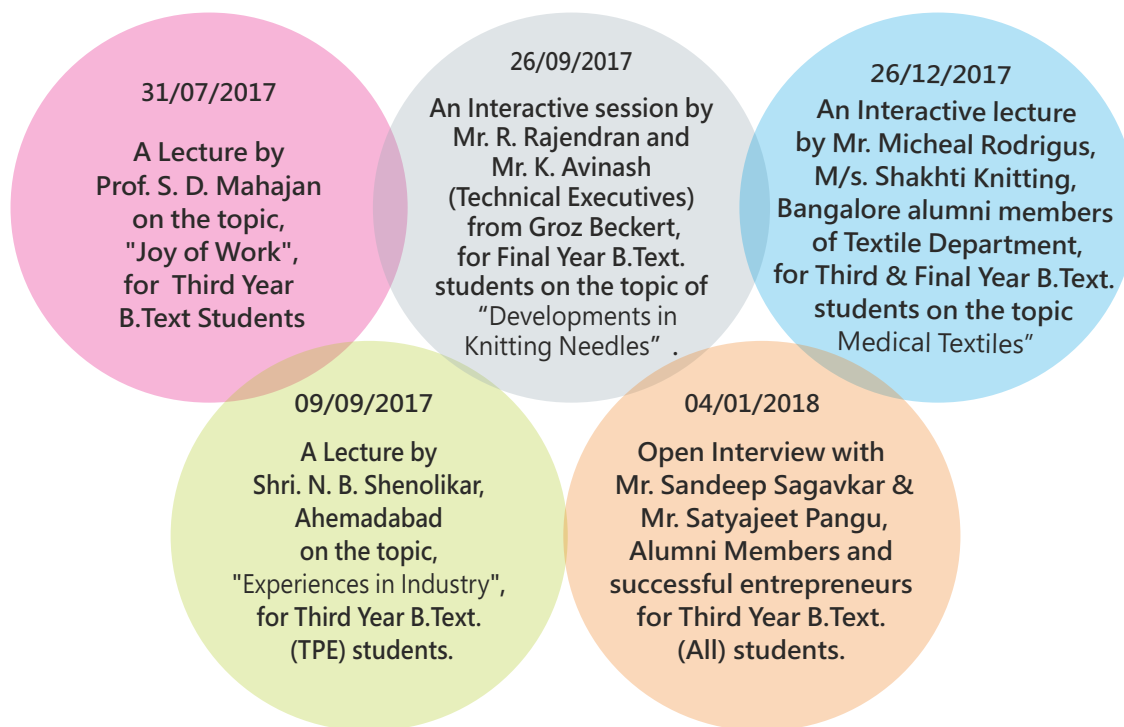 31/07/2017
A Lecture by
Prof. S. D. Mahajan
on the topic,
"Joy of Work",
for Third Year
B.Text Students
26/09/2017
An Interactive session by
Mr. R. Rajendran and
Mr. K. Avinash
(Technical Executives)
from Groz Beckert,
for Final Year B.Text.
students on the topic of
“Developments in
Knitting Needles” .
26/12/2017
An Interactive lecture
by Mr. Micheal Rodrigus,
M/s. Shakhti Knitting,
Bangalore alumni members
of Textile Department,
for Third & Final Year B.Text.
students on the topic
Medical Textiles”
09/09/2017
A Lecture by
Shri. N. B. Shenolikar,
Ahemadabad
on the topic,
"Experiences in Industry",
for Third Year B.Text.
(TPE) students.
04/01/2018
Open Interview with
Mr. Sandeep Sagavkar &
Mr. Satyajeet Pangu,
Alumni Members and
successful entrepreneurs
for Third Year B.Text.
(All) students.